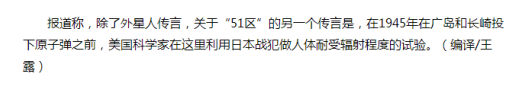 报道称，除了外星人传言，关于“51区”的另一个传言是，在1945年在广岛和长崎投
下原子弹之前，美国科学家在这里利用日本战犯做人体耐受辐射程度的试验。（编译/王
露）